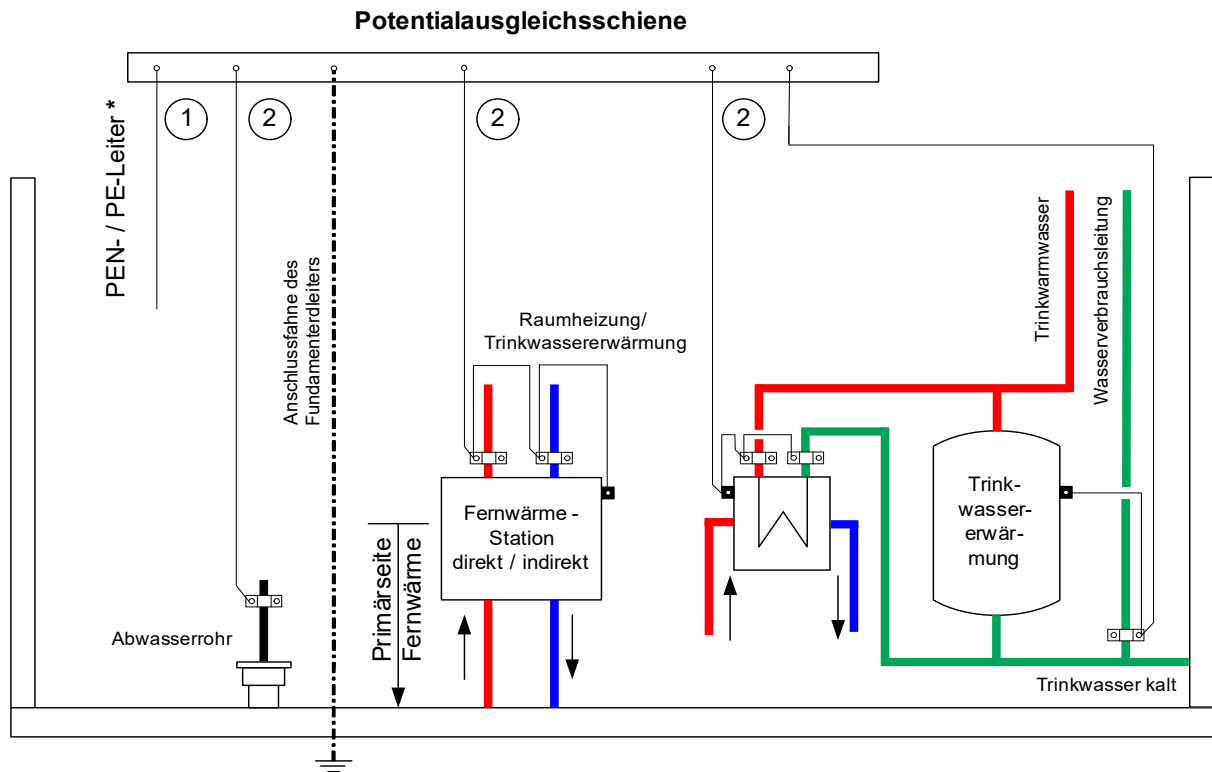 Potentialausgleichsschiene
1
2
2
2
PEN- / PE-Leiter *
Anschlussfahne des
Fundamenterdleiters
Raumheizung/
Trinkwassererwärmung
Trinkwarmwasser
Wasserverbrauchsleitung
Fernwärme -
Station
direkt / indirekt
Trink-
wasser-
erwär-
mung
Primärseite
Fernwärme
Abwasserrohr
Trinkwasser kalt